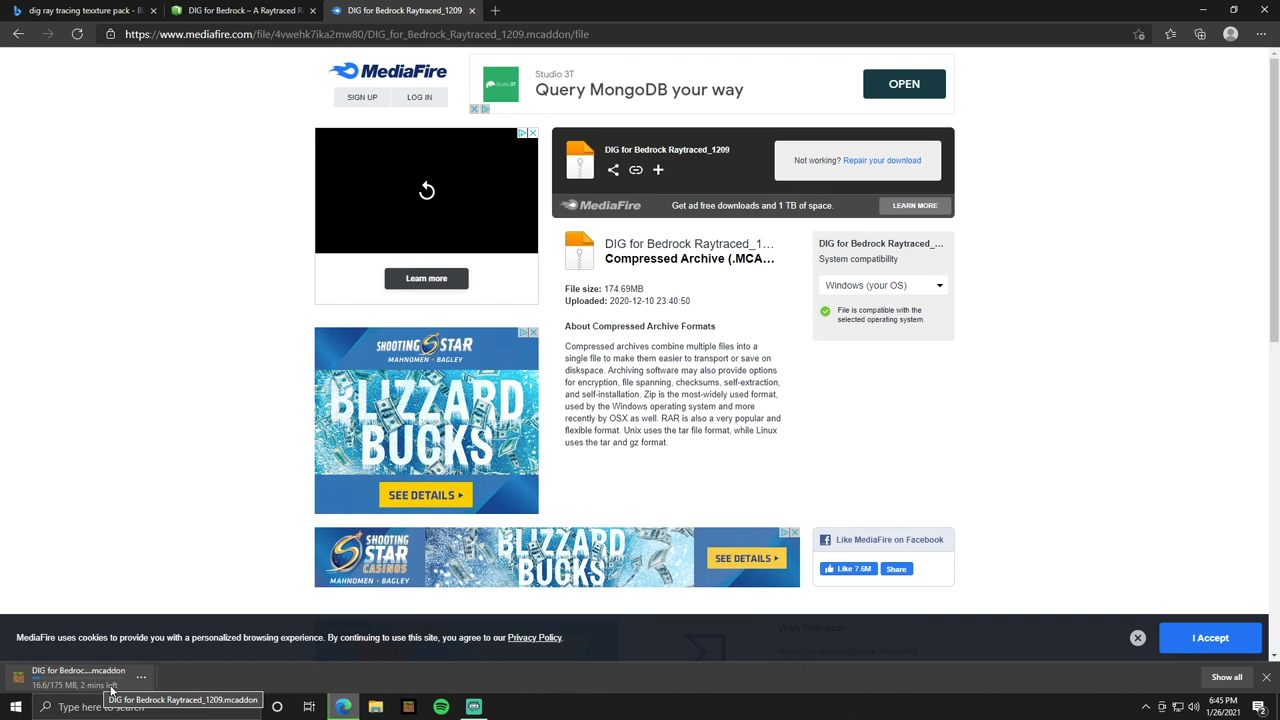 dig ray tracing texture pack - B
DIG for Bedrock – A Raytraced R
DIG for Bedrock Raytraced_1209
https://www.mediafire.com/file/4vwehk7ika2mw80/DIG_for_Bedrock_Raytraced_1209.mcaddon/file
MediaFire
SIGN UP
LOG IN
Studio 3T
Query MongoDB your way
OPEN
Learn more
DIG for Bedrock Raytraced_1209
Not working? Repair your download
MediaFire
Get ad free downloads and 1 TB of space.
LEARN MORE
DIG for Bedrock Raytraced_1…
Compressed Archive (.MCA…
File size: 174.69MB
Uploaded: 2020-12-10 23:40:50
About Compressed Archive Formats
Compressed archives combine multiple files into a
single file to make them easier to transport or save on
diskspace. Archiving software may also provide options
for encryption, file spanning, checksums, self-extraction,
and self-installation. Zip is the most-widely used format,
used by the Windows operating system and more
recently by OSX as well. RAR is also a very popular and
flexible format. Unix uses the tar file format, while Linux
uses the tar and gz format.
DIG for Bedrock Raytraced_…
System compatibility
Windows (your OS)
File is compatible with the
selected operating system.
SHOOTING STAR
MAHNOMEN · BAGLEY
BLIZZARD
BUCKS
SEE DETAILS
SHOOTING
STAR
CASINOS
MAHNOMEN · BAGLEY
BLIZZARD
BUCKS
SEE DETAILS
Like MediaFire on Facebook
Like 7.6M
Share
Virus Total scan
MediaFire uses cookies to provide you with a personalized browsing experience. By continuing to use this site, you agree to our Privacy Policy.
I Accept
DIG for Bedroc....mcaddon
16.6/175 MB, 2 mins left
DIG for Bedrock Raytraced_1209.mcaddon
Show all
Type here to search
6:45 PM
1/26/2021
2